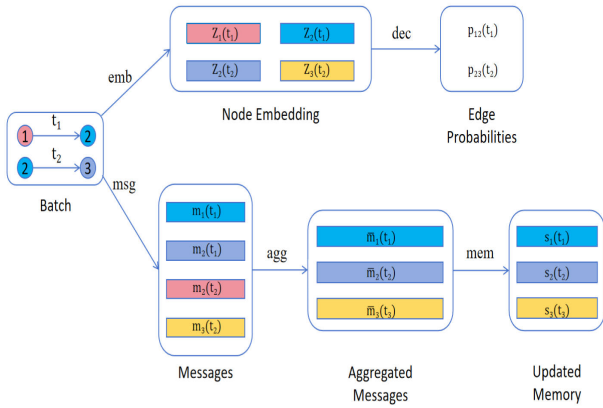 Z₁(t₁) Z₂(t₁)
Z₂(t₂) Z₃(t₂)
dec
p₁₂(t₁)
p₂₃(t₂)
emb
Node Embedding
Edge
Probabilities
t₁
1 2
t₂
2 3
Batch
msg
m₁(t₁)
m₂(t₁)
m₂(t₂)
m₃(t₂)
Messages
agg
m̅₁(t₁)
m̅₂(t₂)
m̅₃(t₃)
Aggregated
Messages
mem
s₁(t₁)
s₂(t₂)
s₃(t₃)
Updated
Memory